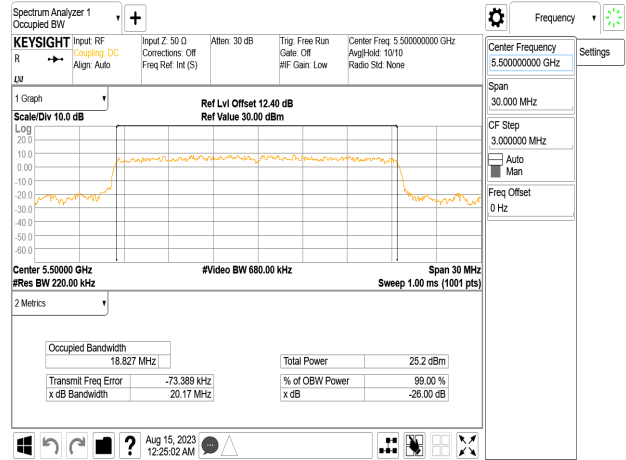 Spectrum Analyzer 1
Occupied BW
Frequency
KEYSIGHT
R
Input: RF
Coupling: DC
Align: Auto
Input Z: 50 Ω
Corrections: Off
Freq Ref: Int (S)
Atten: 30 dB
Trig: Free Run
Gate: Off
#IF Gain: Low
Center Freq: 5.500000000 GHz
Avg|Hold: 10/10
Radio Std: None
LXI
1 Graph
Scale/Div 10.0 dB
Ref Lvl Offset 12.40 dB
Ref Value 30.00 dBm
Log
20.0
10.0
0.00
-10.0
-20.0
-30.0
-40.0
-50.0
-60.0
Center 5.50000 GHz
#Res BW 220.00 kHz
#Video BW 680.00 kHz
Span 30 MHz
Sweep 1.00 ms (1001 pts)
2 Metrics
Occupied Bandwidth
18.827 MHz
Total Power 25.2 dBm
Transmit Freq Error -73.389 kHz
% of OBW Power 99.00 %
x dB Bandwidth 20.17 MHz
x dB -26.00 dB
Aug 15, 2023
12:25:02 AM
?
Center Frequency
5.500000000 GHz
Settings
Span
30.000 MHz
CF Step
3.000000 MHz
Auto
Man
Freq Offset
0 Hz